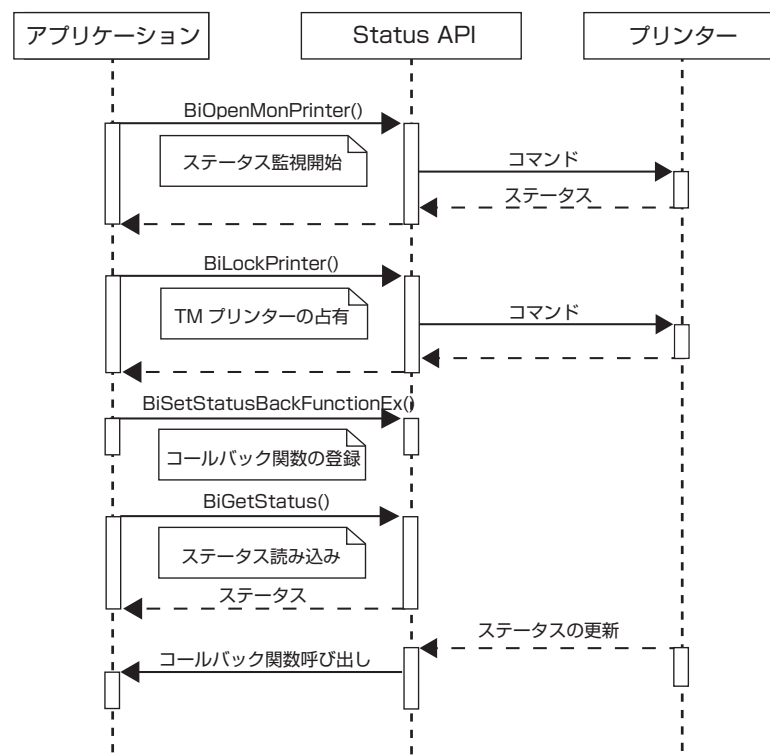 アプリケーション
Status API
プリンター
BiOpenMonPrinter()
ステータス監視開始
コマンド
ステータス
BiLockPrinter()
TM プリンターの占有
コマンド
BiSetStatusBackFunctionEx()
コールバック関数の登録
BiGetStatus()
ステータス読み込み
ステータス
ステータスの更新
コールバック関数呼び出し